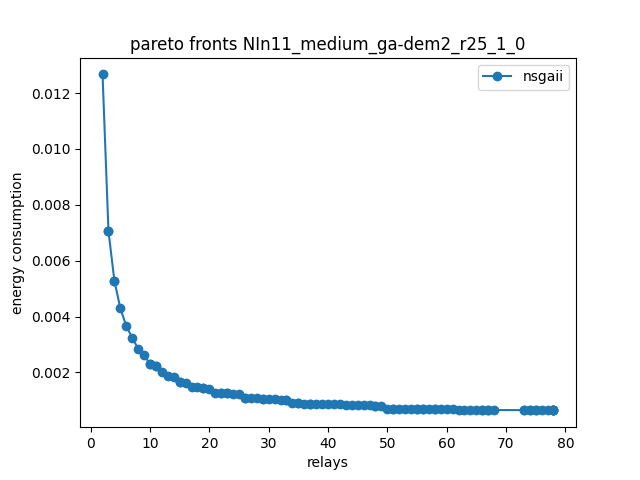 pareto fronts NIn11_medium_ga-dem2_r25_1_0
nsgaii
energy consumption
0.012
0.010
0.008
0.006
0.004
0.002
0 10 20 30 40 50 60 70 80
relays